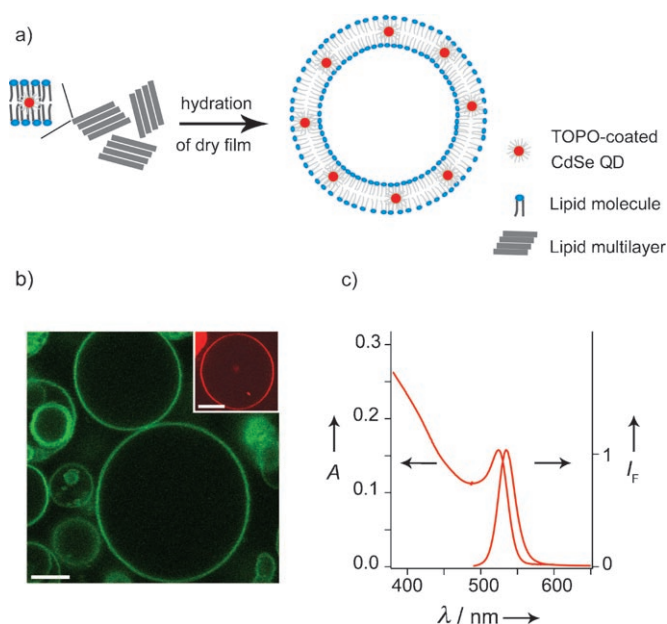 a)
hydration
of dry film
TOPO-coated
CdSe QD
Lipid molecule
Lipid multilayer
b)
c)
0.3
0.2
0.1
0.0
A
1
0
I_F
400 500 600
λ / nm